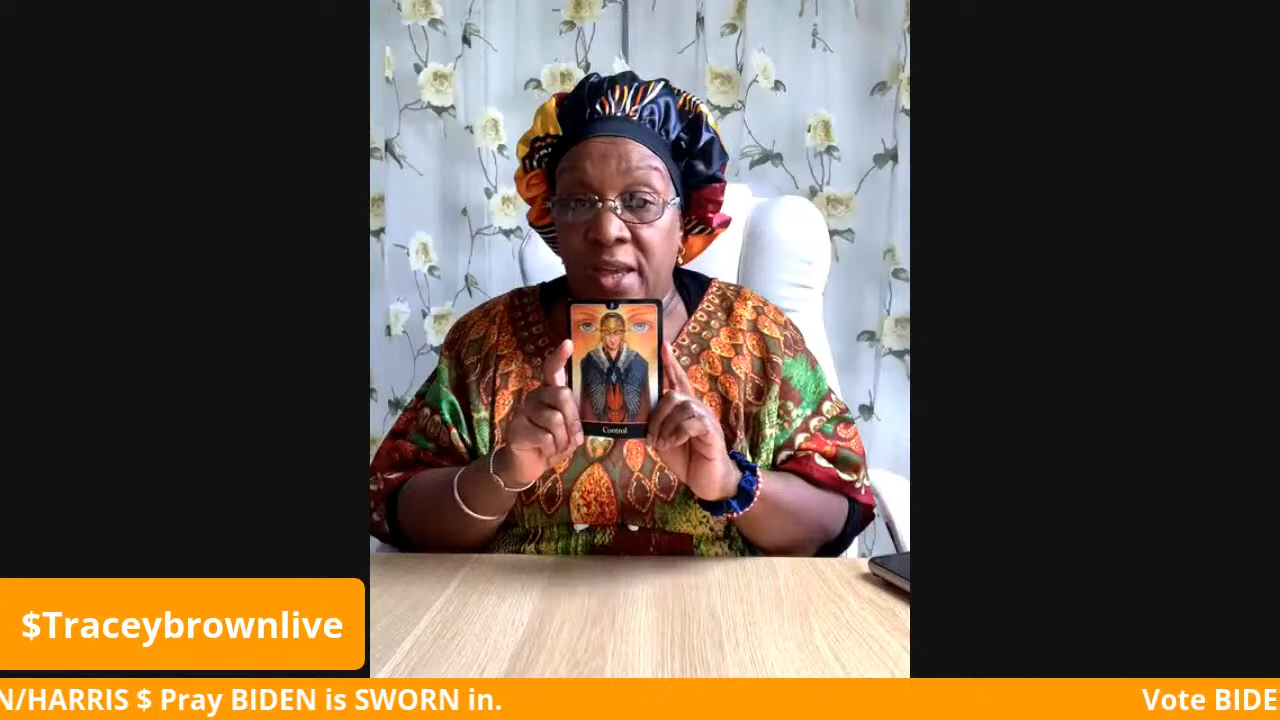 Control
$Traceybrownlive
N/HARRIS $ Pray BIDEN is SWORN in.
Vote BIDE